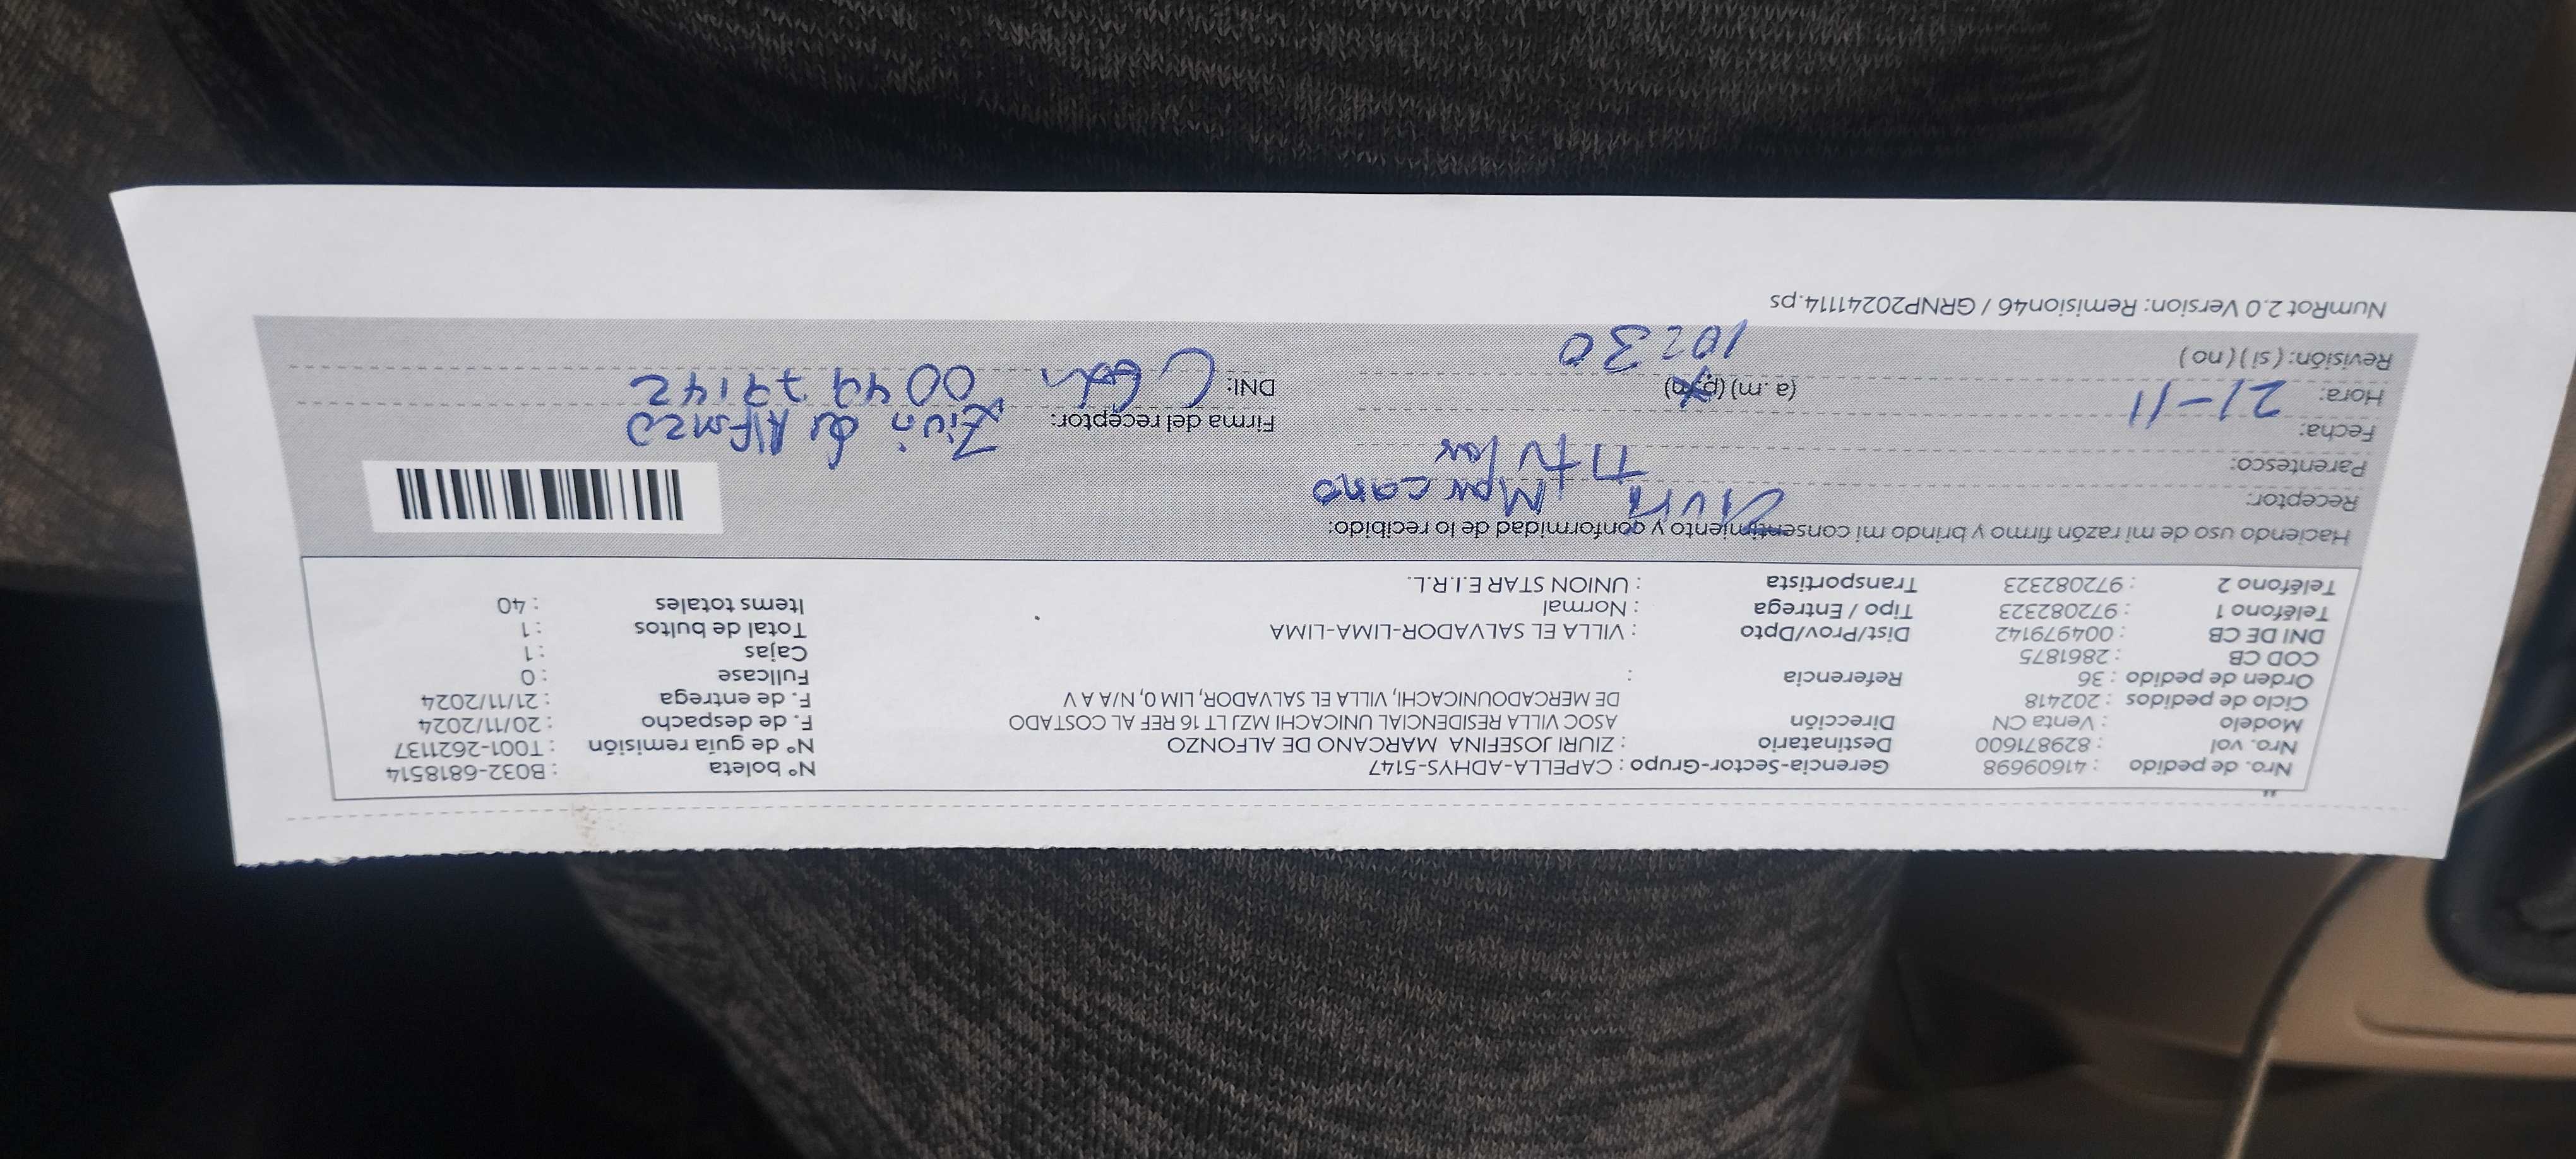 Nro. de pedido : 41609698 Gerencia-Sector-Grupo : CAPELLA-ADHYS-5147 N° boleta : B032-6818514
Nro. vol : 829871600 Destinatario : ZIURI JOSEFINA MARCANO DE ALFONZO N° de guía remisión : T001-2621137
Modelo : Venta CN Dirección ASOC VILLA RESIDENCIAL UNICACHI MZJ LT 16 REF AL COSTADO F. de despacho : 20/11/2024
Ciclo de pedidos : 202418 DE MERCADOUNICACHI, VILLA EL SALVADOR, LIM 0, N/A A V F. de entrega : 21/11/2024
Orden de pedido : 36 Referencia : Fullcase : 0
COD CB : 2861875 Cajas : 1
DNI DE CB : 004979142 Dist/Prov/Dpto : VILLA EL SALVADOR-LIMA-LIMA Total de bultos : 1
Teléfono 1 : 972082323 Tipo / Entrega : Normal Items totales : 40
Teléfono 2 : 972082323 Transportista : UNION STAR E.I.R.L.
Haciendo uso de mi razón firmo y brindo mi consentimiento y conformidad de lo recibido:
Receptor: Marcano
Parentesco: Titular
Fecha: 21-11 Firma del receptor: Ziuri de Alfonzo
Hora: 10:30 (a .m) (p.m) DNI:
Revisión: ( si ) ( no )
NumRot 2.0 Version: Remision46 / GRNP20241114.ps